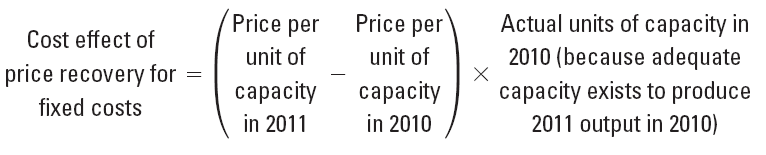 Cost effect of price recovery for fixed costs = ( Price per unit of capacity in 2011 − Price per unit of capacity in 2010 ) × Actual units of capacity in 2010 (because adequate capacity exists to produce 2011 output in 2010)